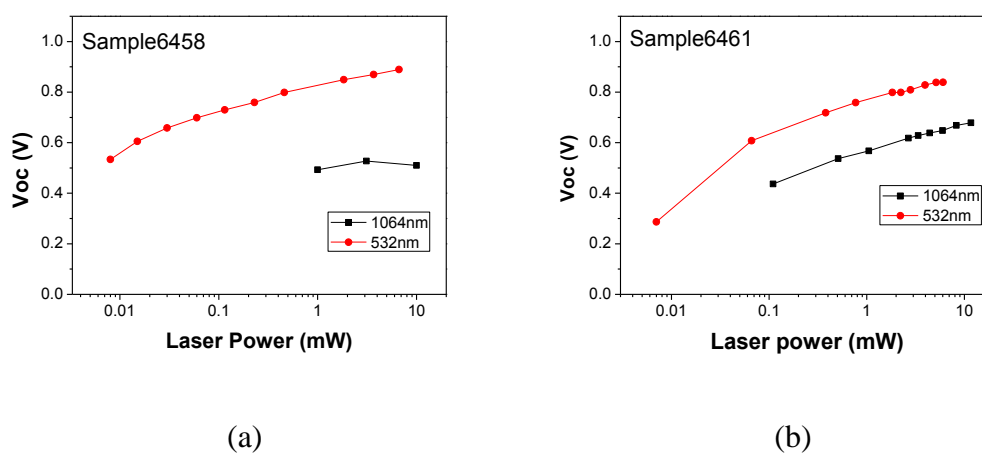 Sample6458
1.0
0.8
0.6
0.4
0.2
0.0
Voc (V)
1064nm
532nm
0.01
0.1
1
10
Laser Power (mW)
(a)
Sample6461
1.0
0.8
0.6
0.4
0.2
0.0
Voc (V)
1064nm
532nm
0.01
0.1
1
10
Laser power (mW)
(b)